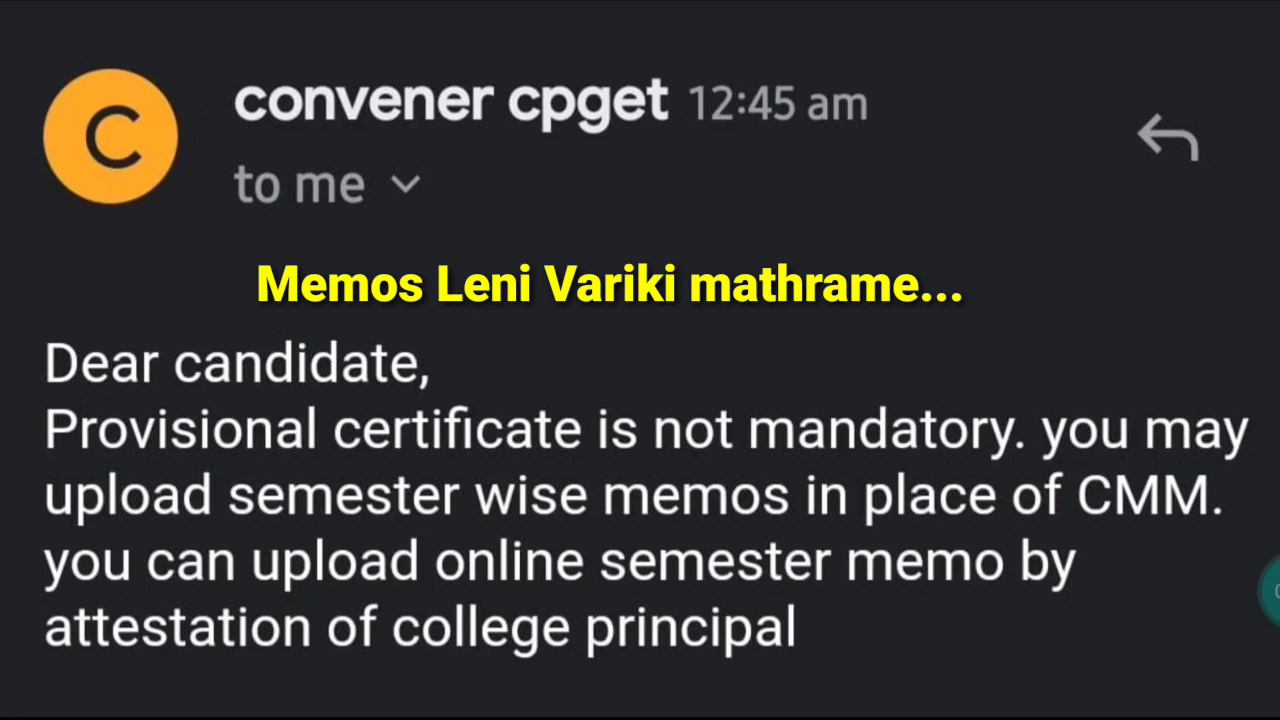 C
convener cpget 12:45 am
to me
Memos Leni Variki mathrame...
Dear candidate,
Provisional certificate is not mandatory. you may
upload semester wise memos in place of CMM.
you can upload online semester memo by
attestation of college principal